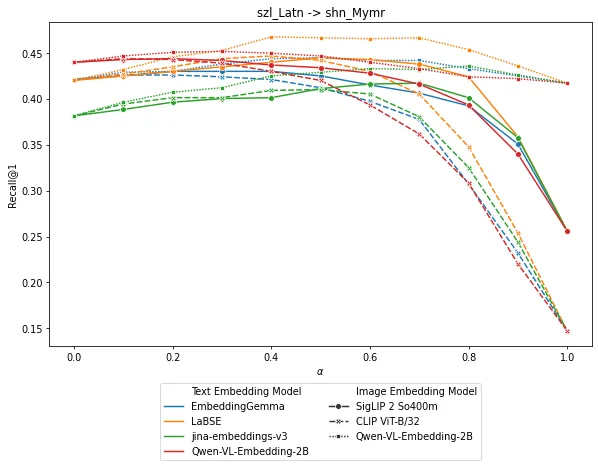 szl_Latn -> shn_Mymr
Recall@1
0.45
0.40
0.35
0.30
0.25
0.20
0.15
0.0 0.2 0.4 0.6 0.8 1.0
α
Text Embedding Model
EmbeddingGemma
LaBSE
jina-embeddings-v3
Qwen-VL-Embedding-2B
Image Embedding Model
SigLIP 2 So400m
CLIP ViT-B/32
Qwen-VL-Embedding-2B